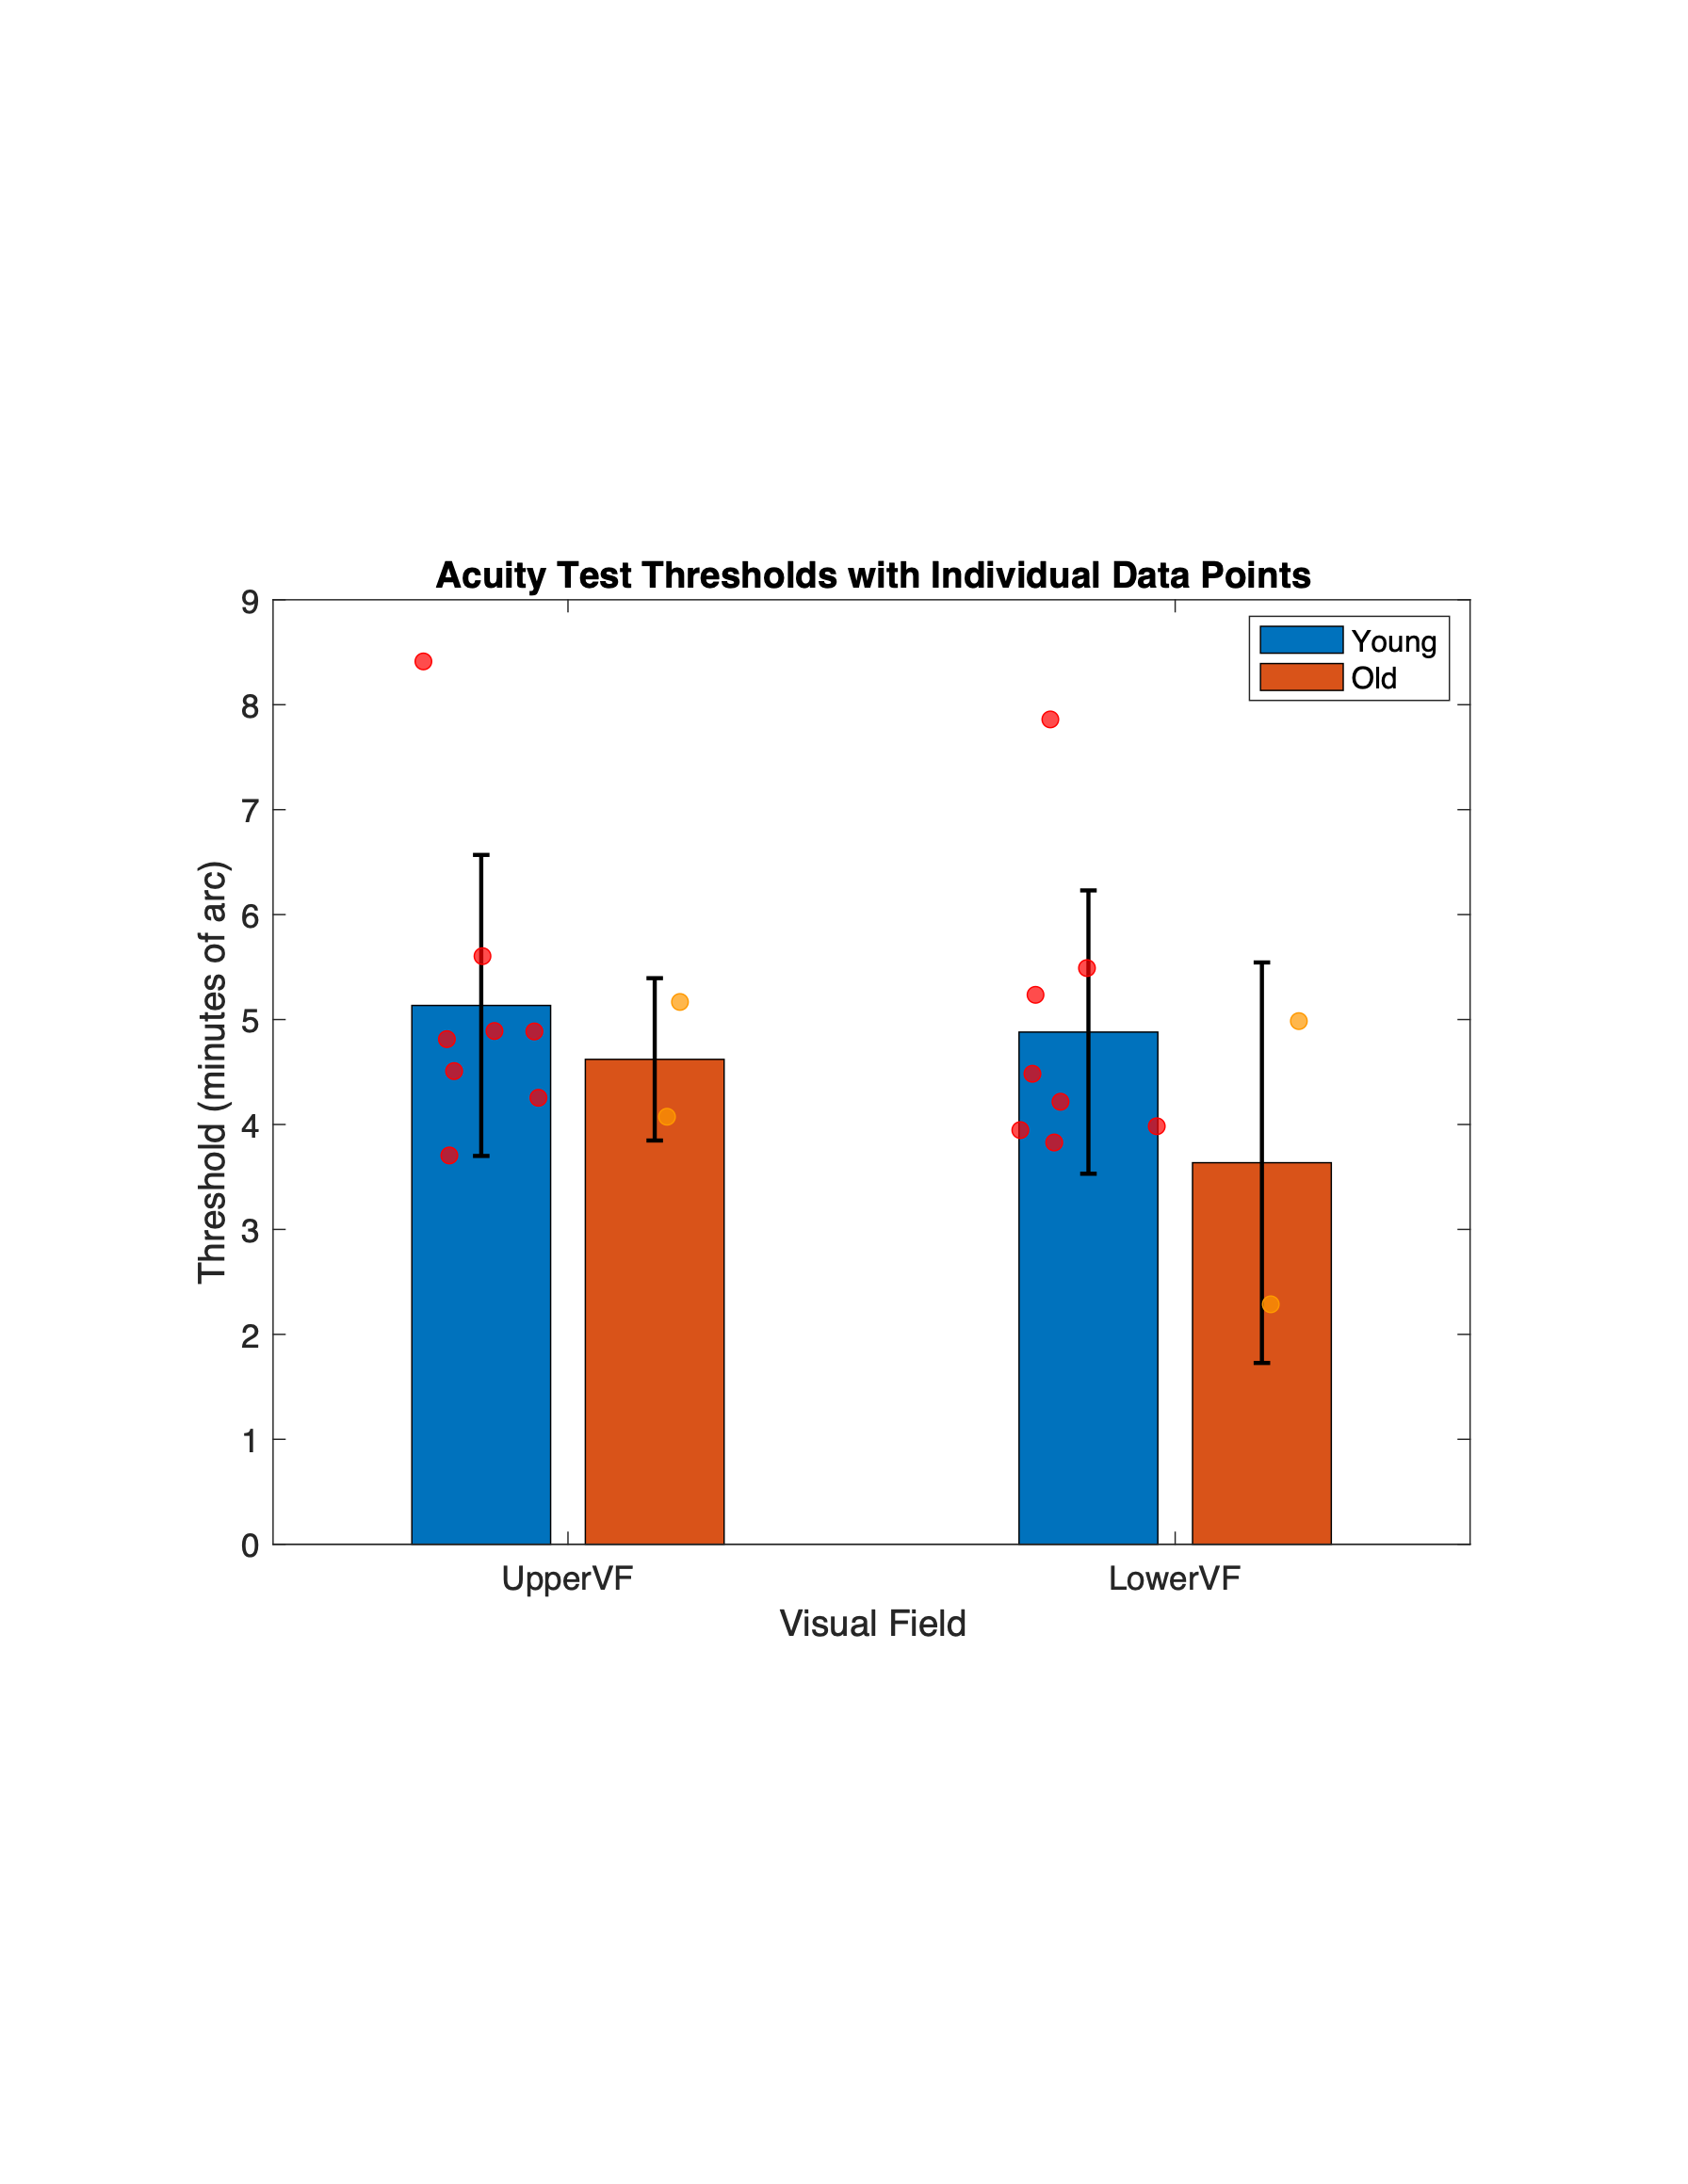 Acuity Test Thresholds with Individual Data Points
Young
Old
9
8
7
6
5
4
3
2
1
0
Threshold (minutes of arc)
UpperVF
LowerVF
Visual Field